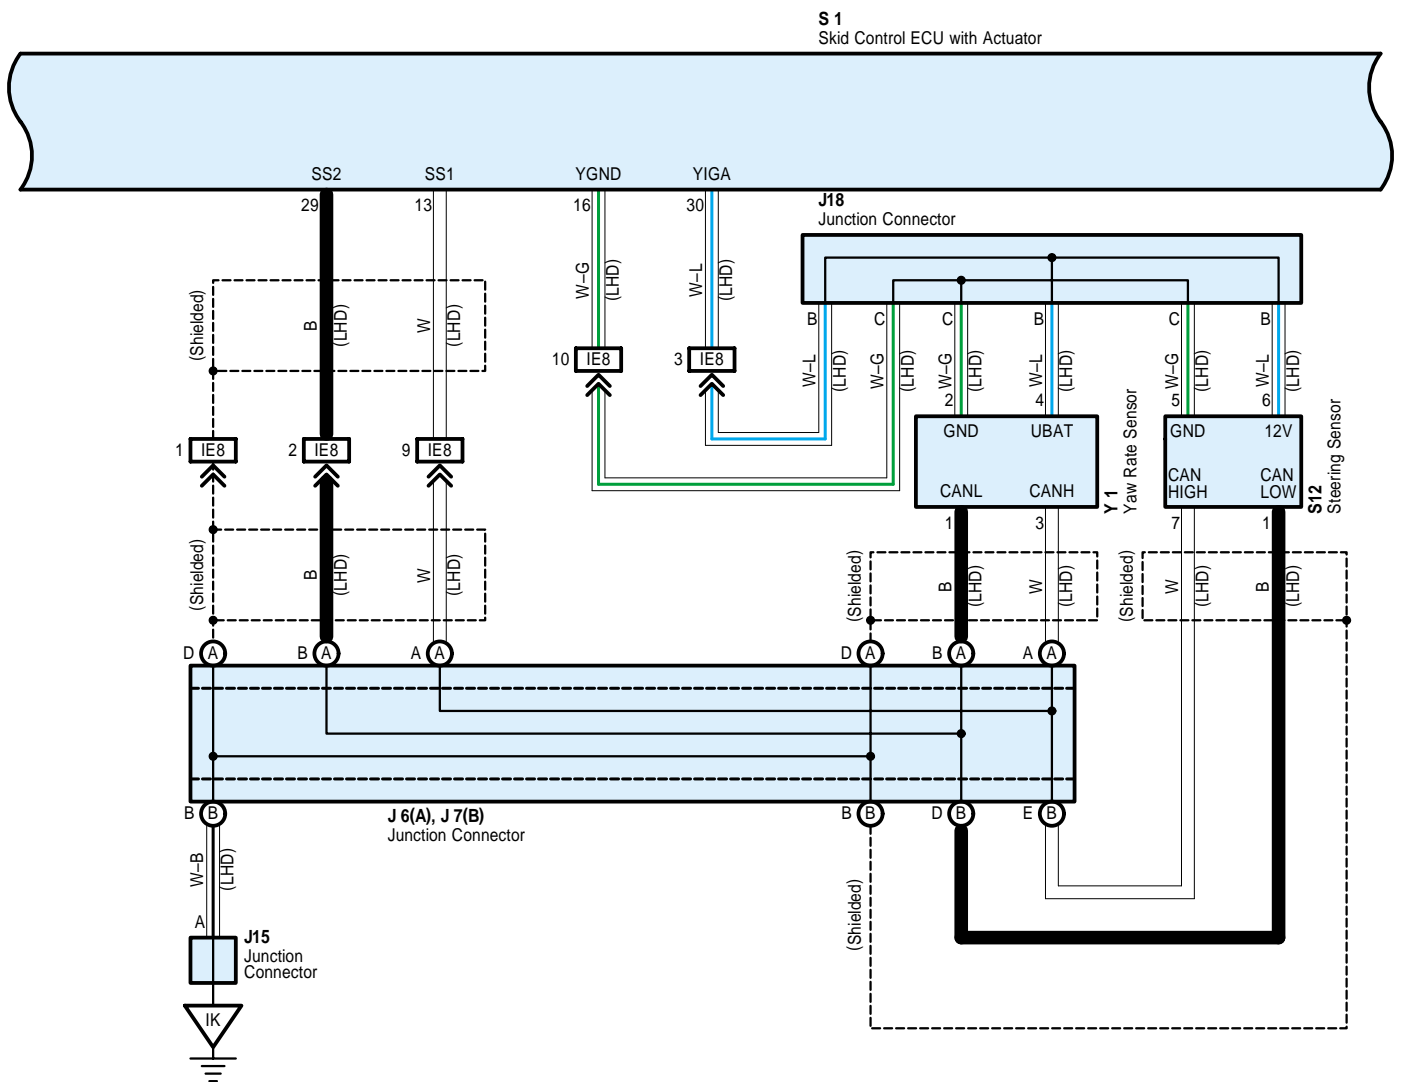 S 1
Skid Control ECU with Actuator
SS2
SS1
YGND
YIGA
29
13
16
30
J18
Junction Connector
(Shielded)
B
(LHD)
W
(LHD)
W–G
(LHD)
W–L
(LHD)
10
IE8
3
IE8
B
C
C
B
C
B
W–L
(LHD)
W–G
(LHD)
W–G
(LHD)
W–L
(LHD)
W–G
(LHD)
W–L
(LHD)
2
4
5
6
GND
UBAT
CANL
CANH
Y 1
Yaw Rate Sensor
GND
12V
CAN
HIGH
CAN
LOW
S12
Steering Sensor
1
IE8
2
IE8
9
IE8
1
3
7
1
(Shielded)
B
(LHD)
W
(LHD)
(Shielded)
B
(LHD)
W
(LHD)
(Shielded)
W
(LHD)
B
(LHD)
D
A
B
A
A
A
D
A
B
A
A
A
B
B
J 6(A), J 7(B)
Junction Connector
B
B
D
B
E
B
W–B
(LHD)
(Shielded)
A
J15
Junction
Connector
IK